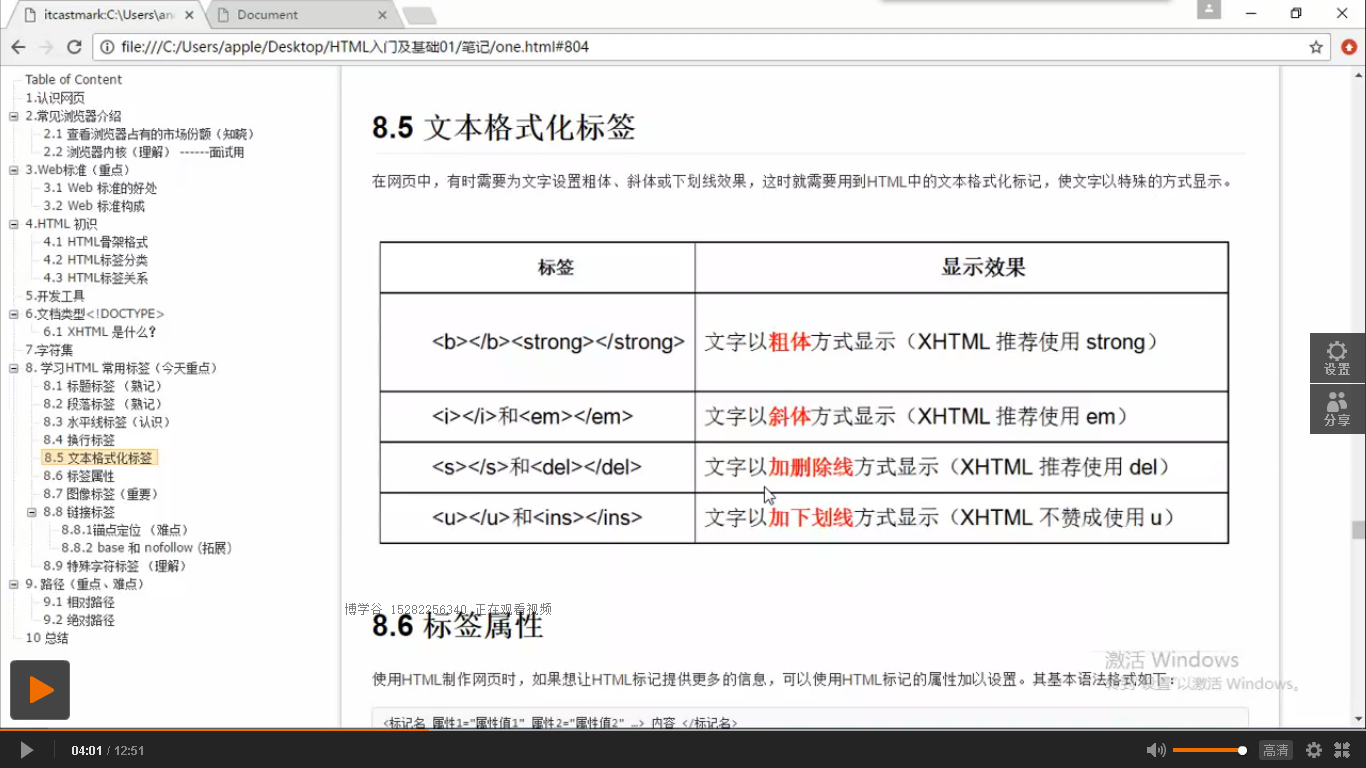 itcastmark:C:\Users\an
Document
file:///C:/Users/apple/Desktop/HTML入门及基础01/笔记/one.html#804
Table of Content
1.认识网页
2.常见浏览器介绍
2.1 查看浏览器占有的市场份额（知晓）
2.2 浏览器内核（理解） ------面试用
3.Web标准（重点）
3.1 Web 标准的好处
3.2 Web 标准构成
4.HTML 初识
4.1 HTML骨架格式
4.2 HTML标签分类
4.3 HTML标签关系
5.开发工具
6.文档类型<!DOCTYPE>
6.1 XHTML 是什么？
7.字符集
8. 学习HTML 常用标签（今天重点）
8.1 标题标签 （熟记）
8.2 段落标签 （熟记）
8.3 水平线标签（认识）
8.4 换行标签
8.5 文本格式化标签
8.6 标签属性
8.7 图像标签（重要）
8.8 链接标签
8.8.1锚点定位 （难点）
8.8.2 base 和 nofollow (拓展)
8.9 特殊字符标签 （理解）
9. 路径（重点、难点）
9.1 相对路径
9.2 绝对路径
10 总结
8.5 文本格式化标签
在网页中，有时需要为文字设置粗体、斜体或下划线效果，这时就需要用到HTML中的文本格式化标记，使文字以特殊的方式显示。
标签 显示效果
<b></b><strong></strong> 文字以粗体方式显示（XHTML 推荐使用 strong）
<i></i>和<em></em> 文字以斜体方式显示（XHTML 推荐使用 em）
<s></s>和<del></del> 文字以加删除线方式显示（XHTML 推荐使用 del）
<u></u>和<ins></ins> 文字以加下划线方式显示（XHTML 不赞成使用 u）
博学谷 15282256340 正在观看视频
8.6 标签属性
使用HTML制作网页时，如果想让HTML标记提供更多的信息，可以使用HTML标记的属性加以设置。其基本语法格式如下：
<标记名 属性1="属性值1" 属性2="属性值2" …> 内容 </标记名>
激活 Windows
转到"设置"以激活 Windows。
设置
分享
04:01 / 12:51
高清